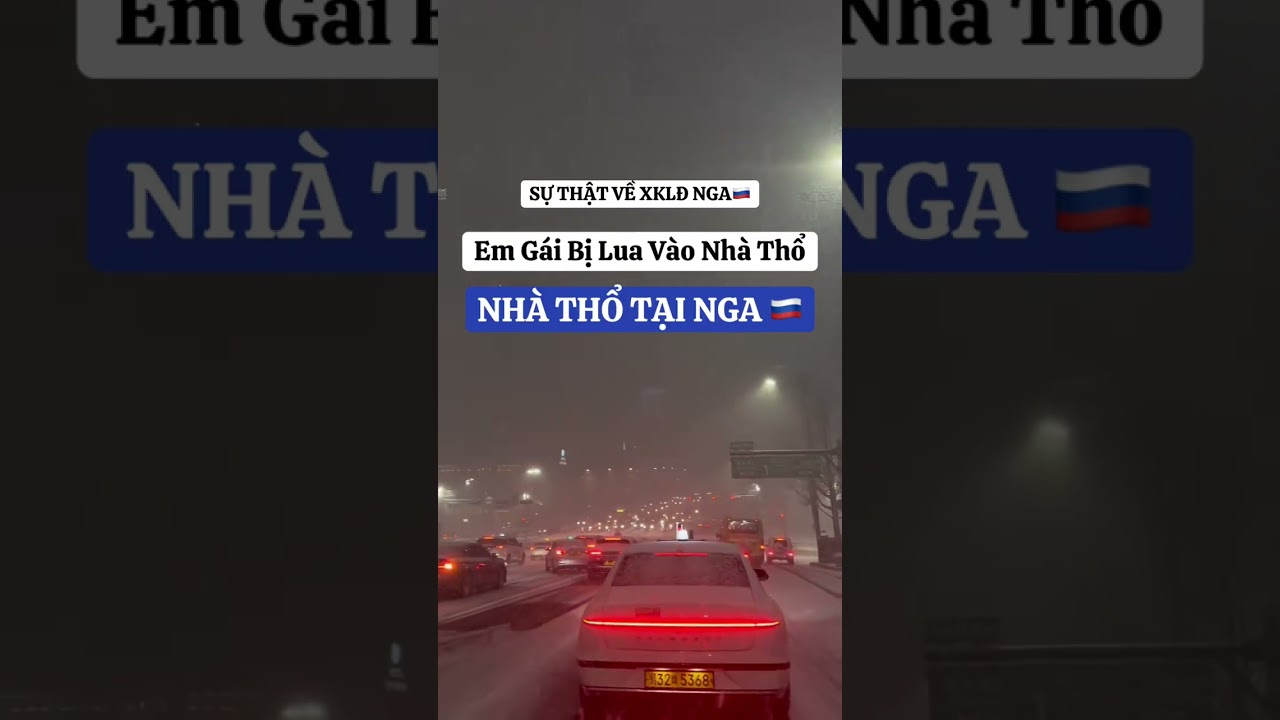 SỰ THẬT VỀ XKLĐ NGA🇷🇺
Em Gái Bị Lua Vào Nhà Thổ
NHÀ THỔ TẠI NGA 🇷🇺
32 5368